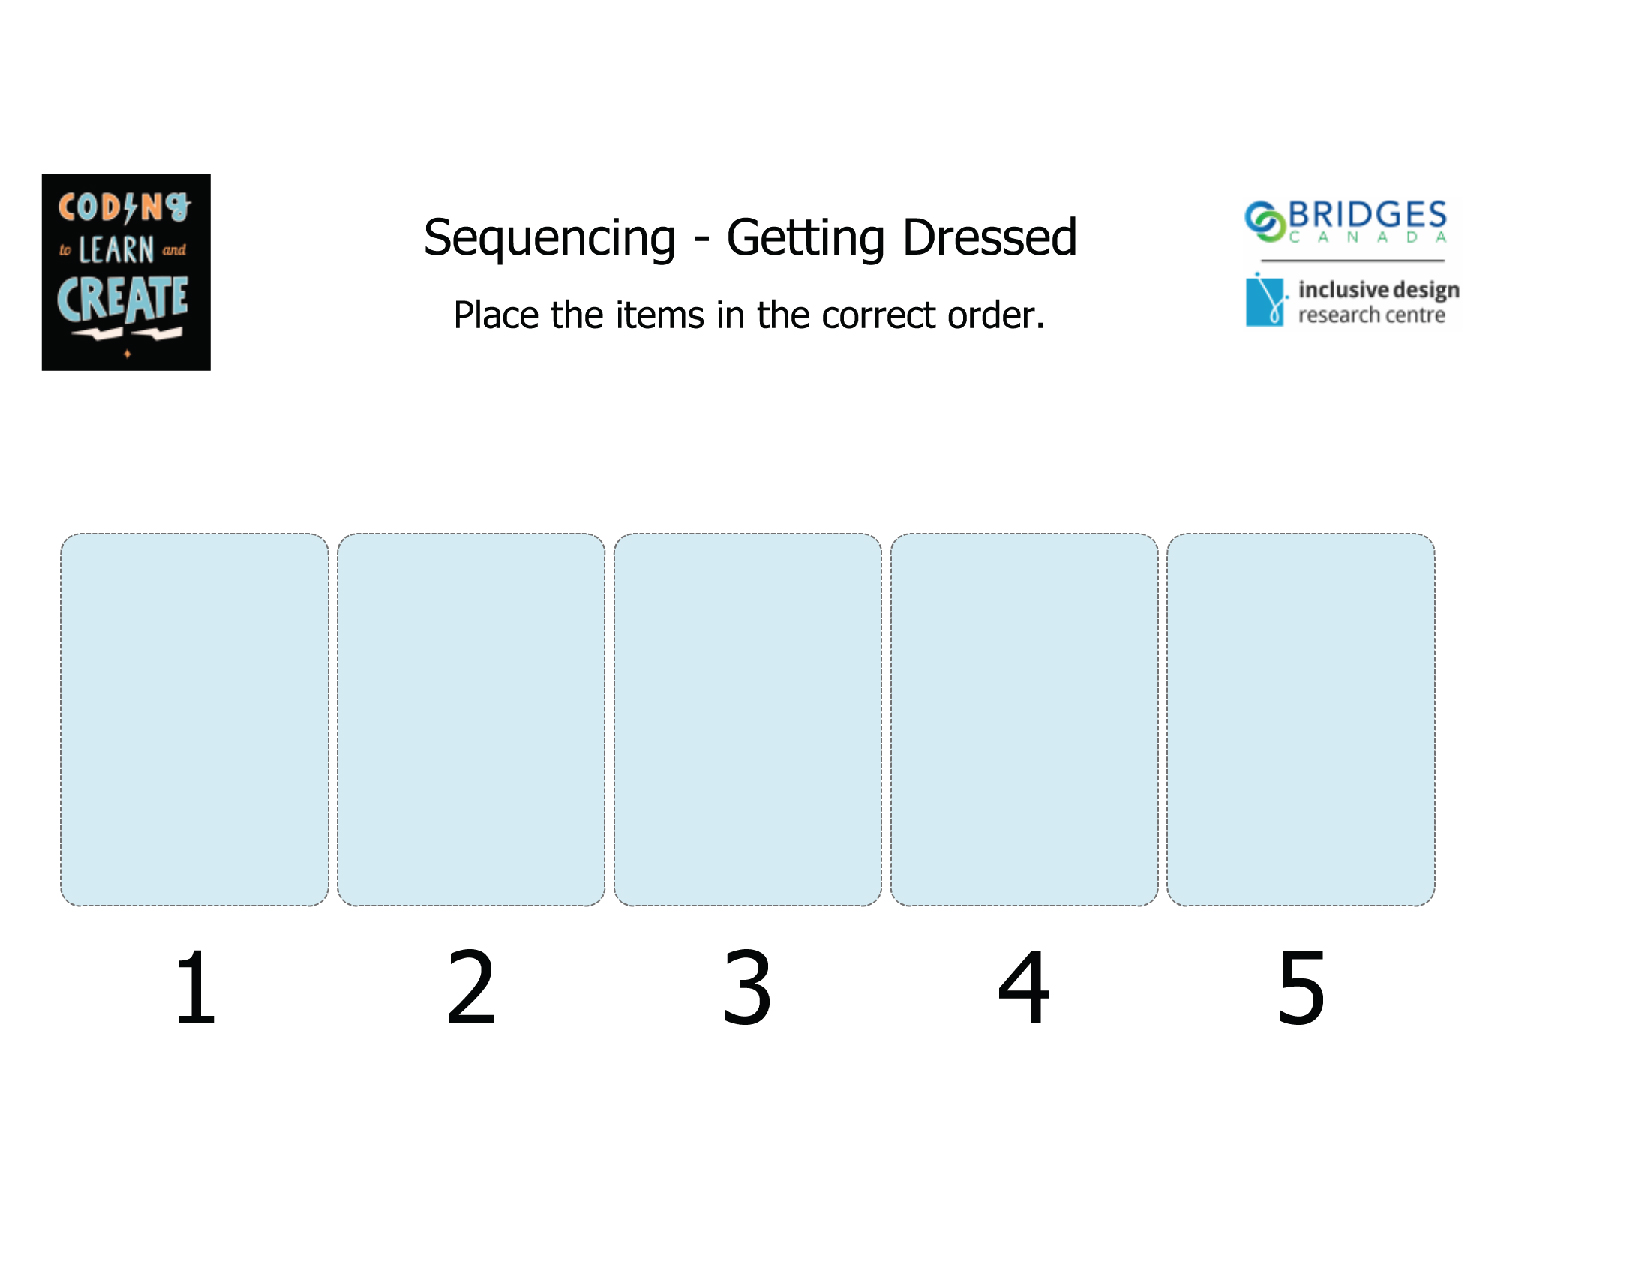 CODING
to LEARN and
CREATE
Sequencing - Getting Dressed
Place the items in the correct order.
BRIDGES
CANADA
inclusive design
research centre
1 2 3 4 5